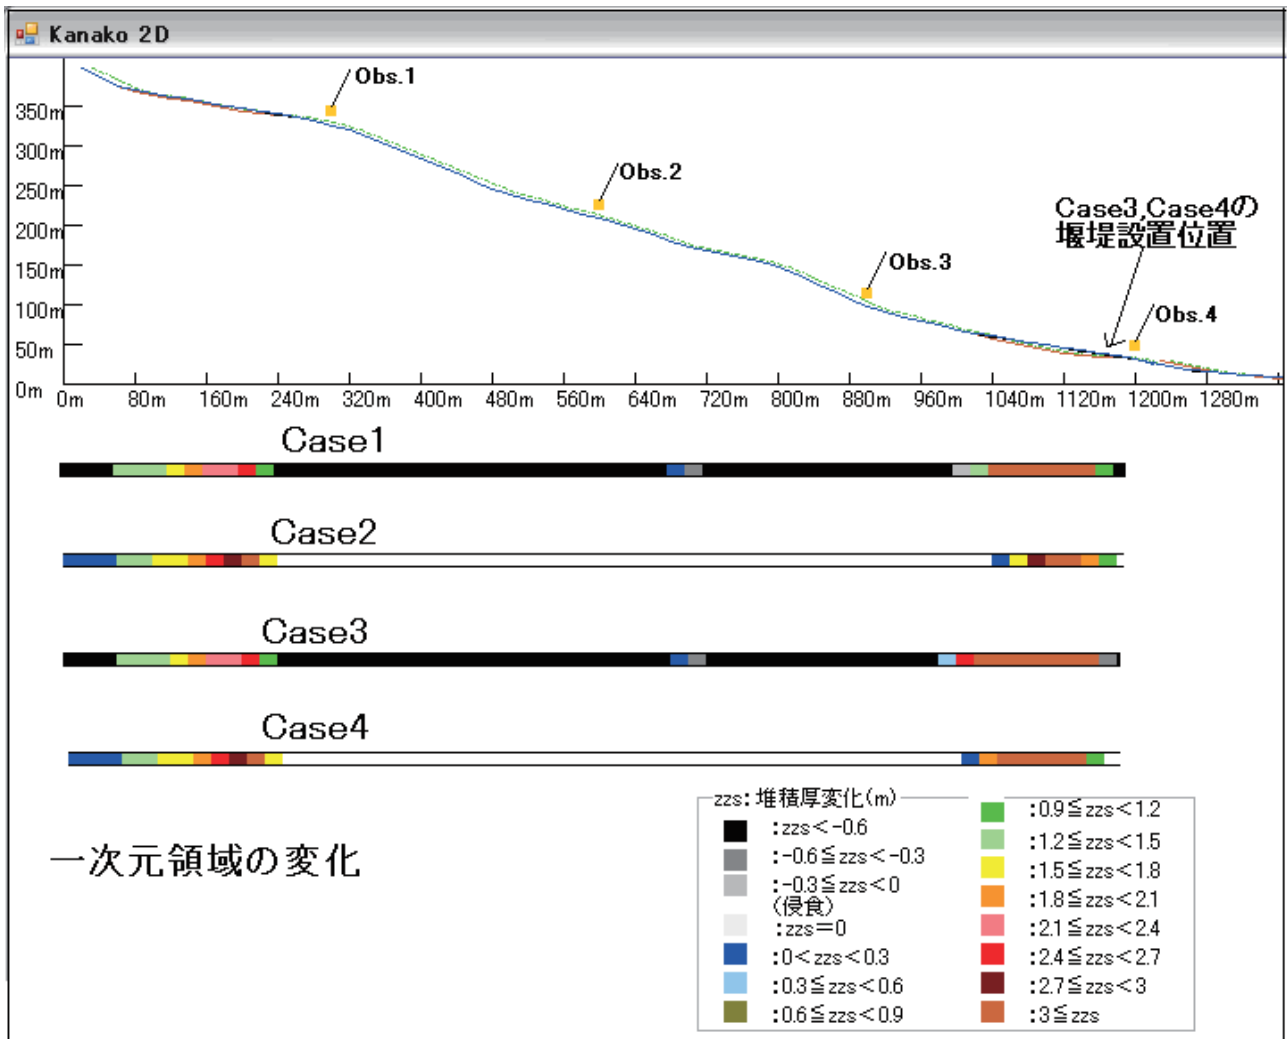 Kanako 2D
Obs.1
350m
300m
Obs.2
250m
200m
Case3,Case4の
堰堤設置位置
150m
Obs.3
100m
Obs.4
50m
0m
0m 80m 160m 240m 320m 400m 480m 560m 640m 720m 800m 880m 960m 1040m 1120m 1200m 1280m
Case1
Case2
Case3
Case4
一次元領域の変化
zzs:堆積厚変化(m)
:zzs<-0.6
:-0.6≦zzs<-0.3
:-0.3≦zzs<0
(侵食)
:zzs=0
:0<zzs<0.3
:0.3≦zzs<0.6
:0.6≦zzs<0.9
:0.9≦zzs<1.2
:1.2≦zzs<1.5
:1.5≦zzs<1.8
:1.8≦zzs<2.1
:2.1≦zzs<2.4
:2.4≦zzs<2.7
:2.7≦zzs<3
:3≦zzs